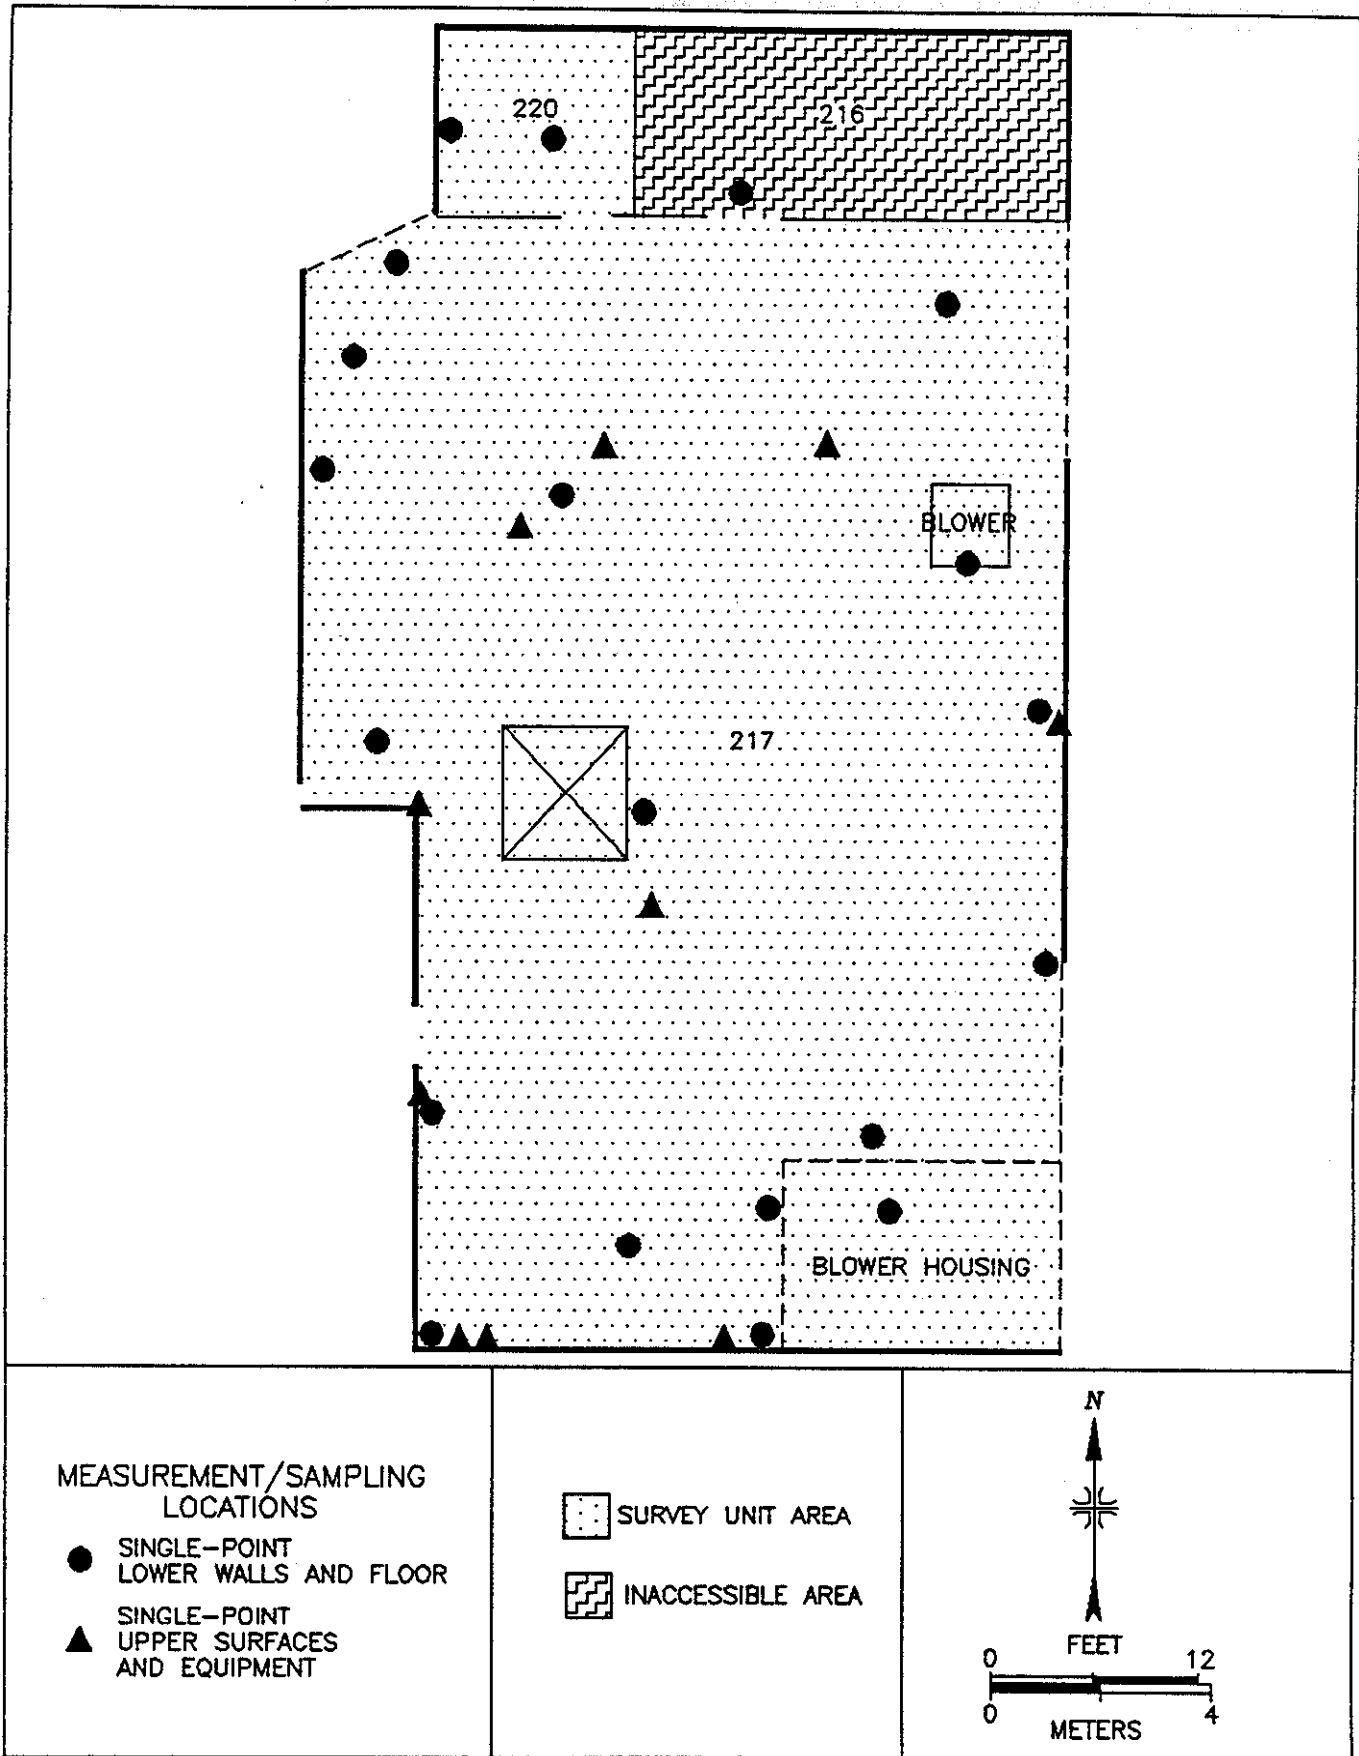 220
216
BLOWER
217
BLOWER HOUSING
MEASUREMENT/SAMPLING
LOCATIONS
SINGLE-POINT
LOWER WALLS AND FLOOR
SINGLE-POINT
UPPER SURFACES
AND EQUIPMENT
SURVEY UNIT AREA
INACCESSIBLE AREA
N
FEET
0 12
0 4
METERS